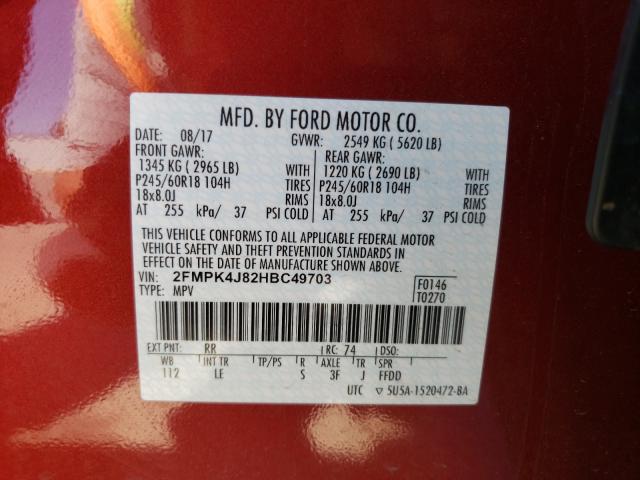 MFD. BY FORD MOTOR CO.
DATE: 08/17 GVWR: 2549 KG ( 5620 LB)
FRONT GAWR: REAR GAWR:
1345 KG ( 2965 LB) WITH 1220 KG ( 2690 LB) WITH
P245/60R18 104H TIRES P245/60R18 104H TIRES
18x8.0J RIMS 18x8.0J RIMS
AT 255 kPa/ 37 PSI COLD AT 255 kPa/ 37 PSI COLD
THIS VEHICLE CONFORMS TO ALL APPLICABLE FEDERAL MOTOR
VEHICLE SAFETY AND THEFT PREVENTION STANDARDS IN
EFFECT ON THE DATE OF MANUFACTURE SHOWN ABOVE.
VIN: 2FMPK4J82HBC49703 F0146
TYPE: MPV T0270
EXT PNT: RR RC: 74 DSO:
WB INT TR TP/PS R AXLE TR SPR
112 LE S 3F J FFDD
UTC ▽ 5U5A-1520472-BA